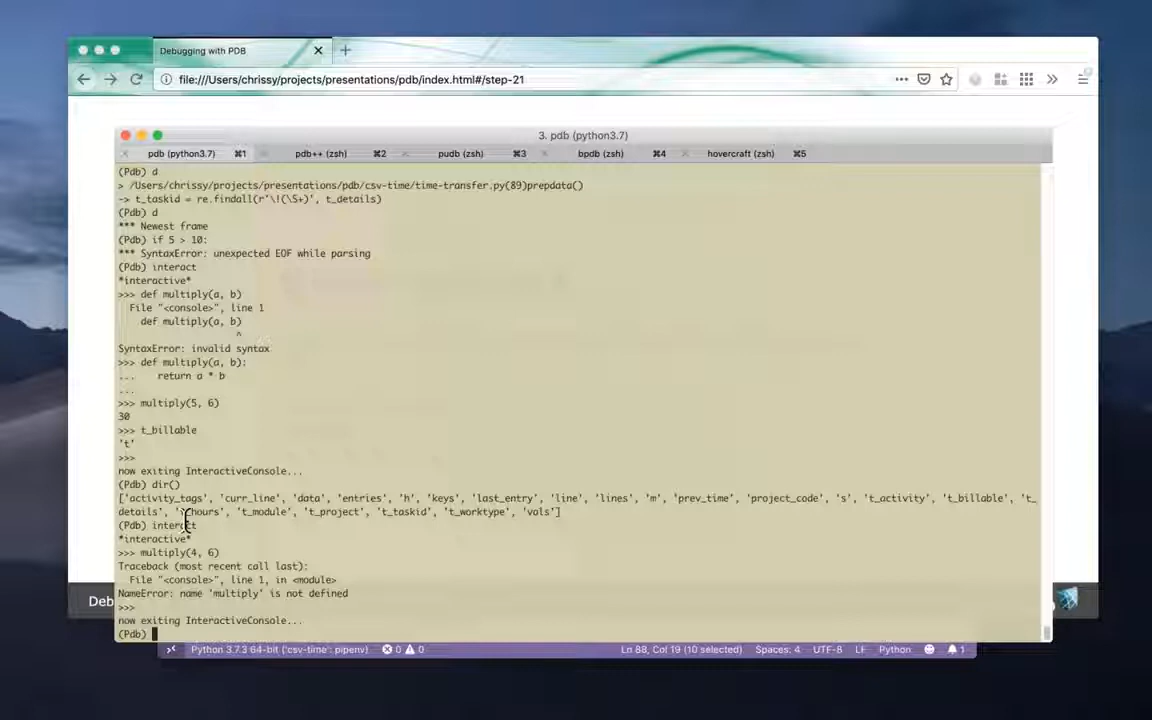 Debugging with PDB
file:///Users/chrissy/projects/presentations/pdb/index.html#/step-21
3. pdb (python3.7)
pdb (python3.7) ⌘1 pdb++ (zsh) ⌘2 pudb (zsh) ⌘3 bpdb (zsh) ⌘4 hovercraft (zsh) ⌘5
(Pdb) d
> /Users/chrissy/projects/presentations/pdb/csv-time/time-transfer.py(89)prepdata()
-> t_taskid = re.findall(r'\!(\S+)', t_details)
(Pdb) d
*** Newest frame
(Pdb) if 5 > 10:
*** SyntaxError: unexpected EOF while parsing
(Pdb) interact
*interactive*
>>> def multiply(a, b)
File "<console>", line 1
def multiply(a, b)
^
SyntaxError: invalid syntax
>>> def multiply(a, b):
... return a * b
...
>>> multiply(5, 6)
30
>>> t_billable
't'
>>>
now exiting InteractiveConsole...
(Pdb) dir()
['activity_tags', 'curr_line', 'data', 'entries', 'h', 'keys', 'last_entry', 'line', 'lines', 'm', 'prev_time', 'project_code', 's', 't_activity', 't_billable', 't_
details', 't_hours', 't_module', 't_project', 't_taskid', 't_worktype', 'vals']
(Pdb) interact
*interactive*
>>> multiply(4, 6)
Traceback (most recent call last):
File "<console>", line 1, in <module>
NameError: name 'multiply' is not defined
>>>
now exiting InteractiveConsole...
(Pdb)
Deb
Python 3.7.3 64-bit ('csv-time': pipenv) 0 0 Ln 88, Col 19 (10 selected) Spaces: 4 UTF-8 LF Python 1